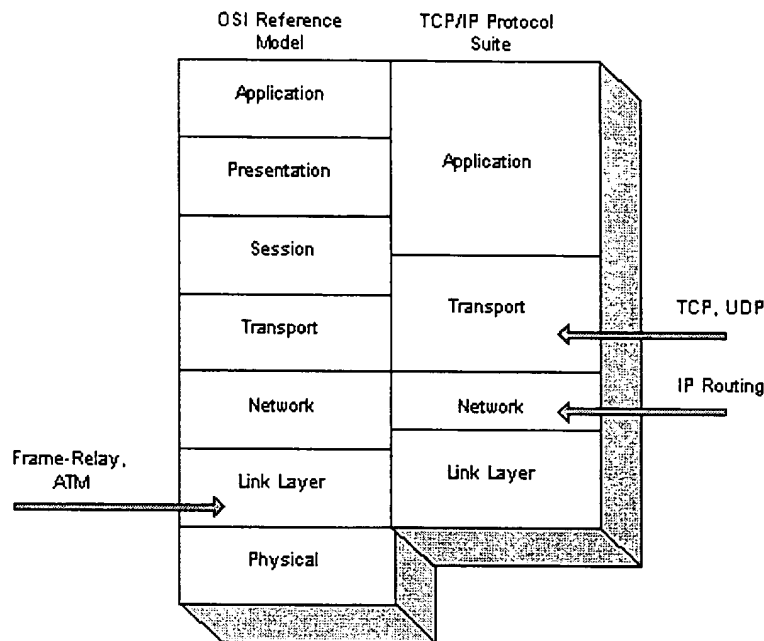 OSI Reference
Model
TCP/IP Protocol
Suite
Application
Presentation
Session
Transport
Network
Link Layer
Physical
Application
Transport
Network
Link Layer
TCP, UDP
IP Routing
Frame-Relay,
ATM